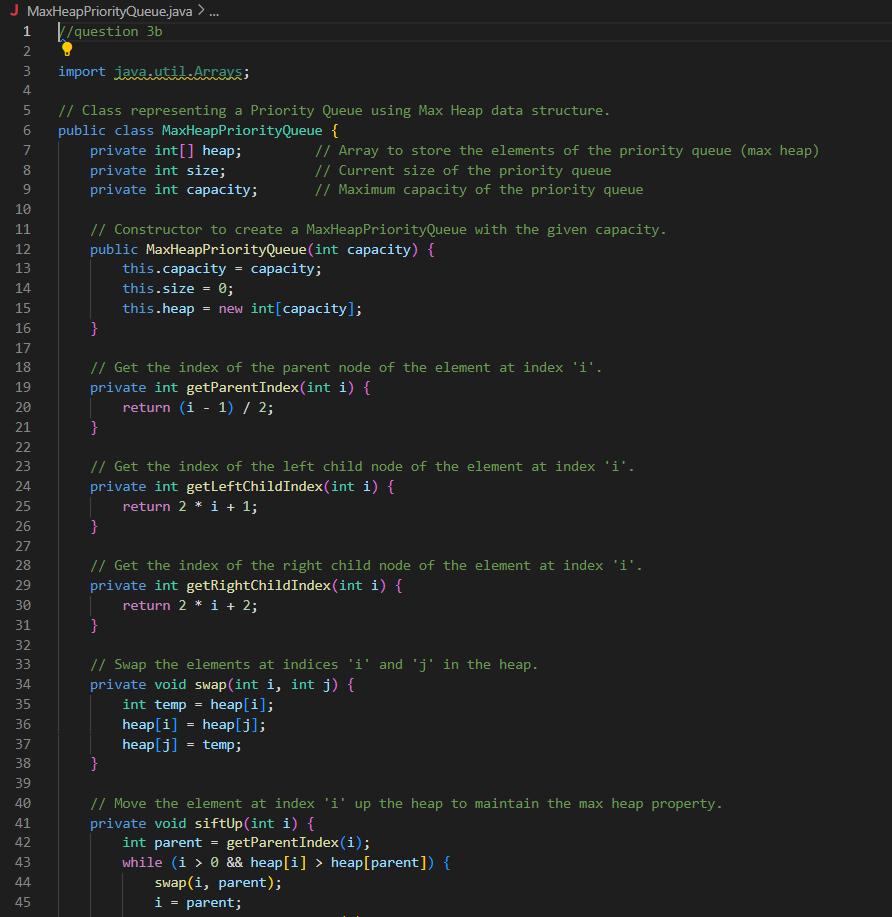 J MaxHeapPriorityQueue.java > ...
1 //question 3b
2
3 import java.util.Arrays;
4
5 // Class representing a Priority Queue using Max Heap data structure.
6 public class MaxHeapPriorityQueue {
7     private int[] heap;         // Array to store the elements of the priority queue (max heap)
8     private int size;           // Current size of the priority queue
9     private int capacity;       // Maximum capacity of the priority queue
10
11     // Constructor to create a MaxHeapPriorityQueue with the given capacity.
12     public MaxHeapPriorityQueue(int capacity) {
13         this.capacity = capacity;
14         this.size = 0;
15         this.heap = new int[capacity];
16     }
17
18     // Get the index of the parent node of the element at index 'i'.
19     private int getParentIndex(int i) {
20         return (i - 1) / 2;
21     }
22
23     // Get the index of the left child node of the element at index 'i'.
24     private int getLeftChildIndex(int i) {
25         return 2 * i + 1;
26     }
27
28     // Get the index of the right child node of the element at index 'i'.
29     private int getRightChildIndex(int i) {
30         return 2 * i + 2;
31     }
32
33     // Swap the elements at indices 'i' and 'j' in the heap.
34     private void swap(int i, int j) {
35         int temp = heap[i];
36         heap[i] = heap[j];
37         heap[j] = temp;
38     }
39
40     // Move the element at index 'i' up the heap to maintain the max heap property.
41     private void siftUp(int i) {
42         int parent = getParentIndex(i);
43         while (i > 0 && heap[i] > heap[parent]) {
44             swap(i, parent);
45             i = parent;